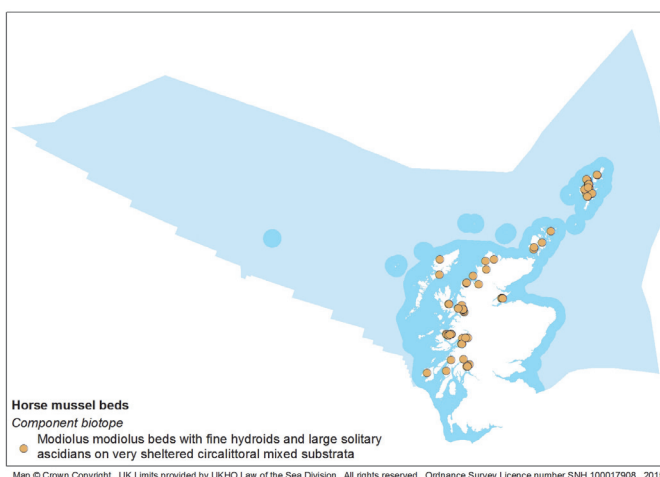 Horse mussel beds
Component biotope
Modiolus modiolus beds with fine hydroids and large solitary
ascidians on very sheltered circalittoral mixed substrata
Map © Crown Copyright. UK Limits provided by UKHO Law of the Sea Division. All rights reserved. Ordnance Survey Licence number SNH 100017908